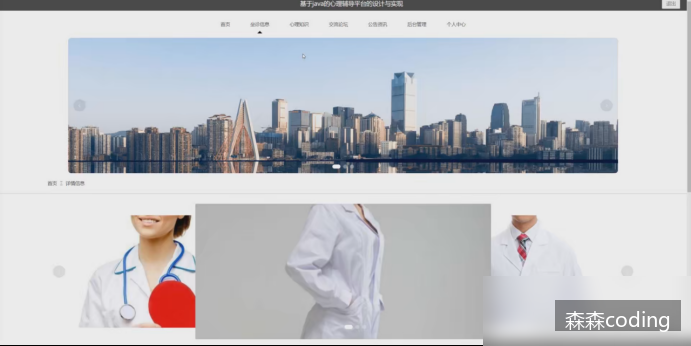 基于java的心理辅导平台的设计与实现
退出
首页 医师信息 心理知识 交流论坛 公告资讯 后台管理 个人中心
首页 | 详情信息
森森coding